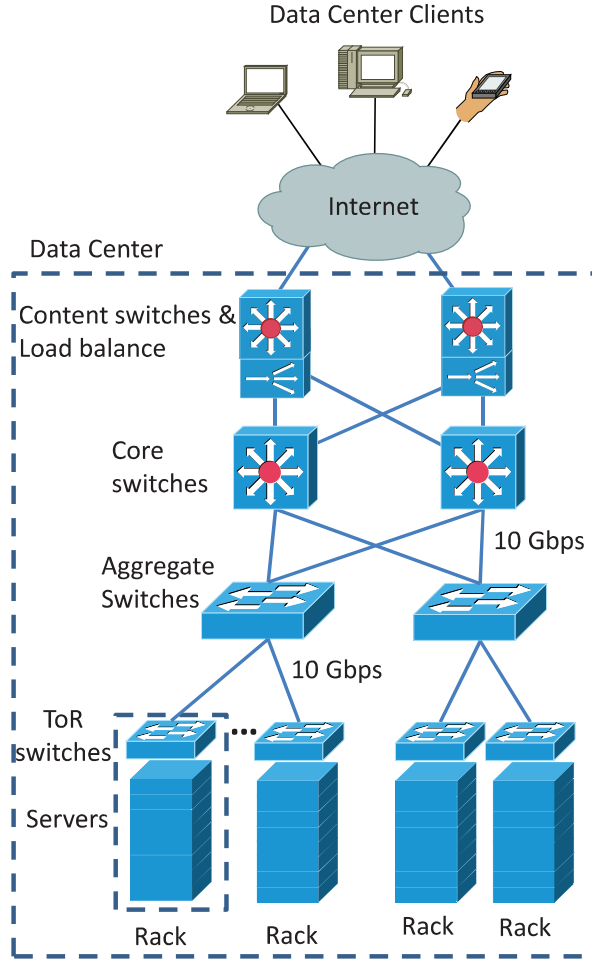 Data Center Clients
Internet
Data Center
Content switches &
Load balance
Core
switches
10 Gbps
Aggregate
Switches
10 Gbps
ToR
switches
Servers
Rack
Rack
Rack
Rack